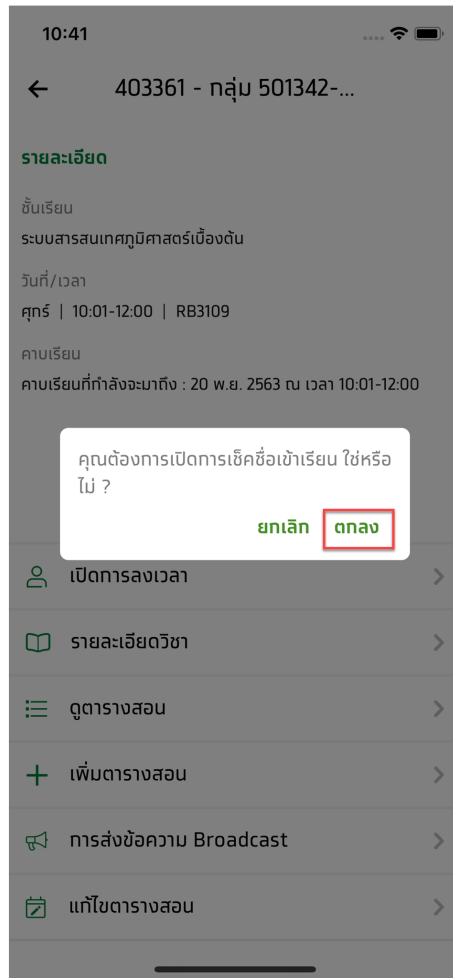 10:41
403361 - กลุ่ม 501342-...
รายละเอียด
ชั้นเรียน
ระบบสารสนเทศภูมิศาสตร์เบื้องต้น
วันที่/เวลา
ศุกร์ | 10:01-12:00 | RB3109
คาบเรียน
คาบเรียนที่กำลังจะมาถึง : 20 พ.ย. 2563 ณ เวลา 10:01-12:00
คุณต้องการเปิดการเช็คชื่อเข้าเรียน ใช่หรือ
ไม่ ?
ยกเลิก ตกลง
เปิดการลงเวลา
รายละเอียดวิชา
ดูตารางสอน
เพิ่มตารางสอน
การส่งข้อความ Broadcast
แก้ไขตารางสอน